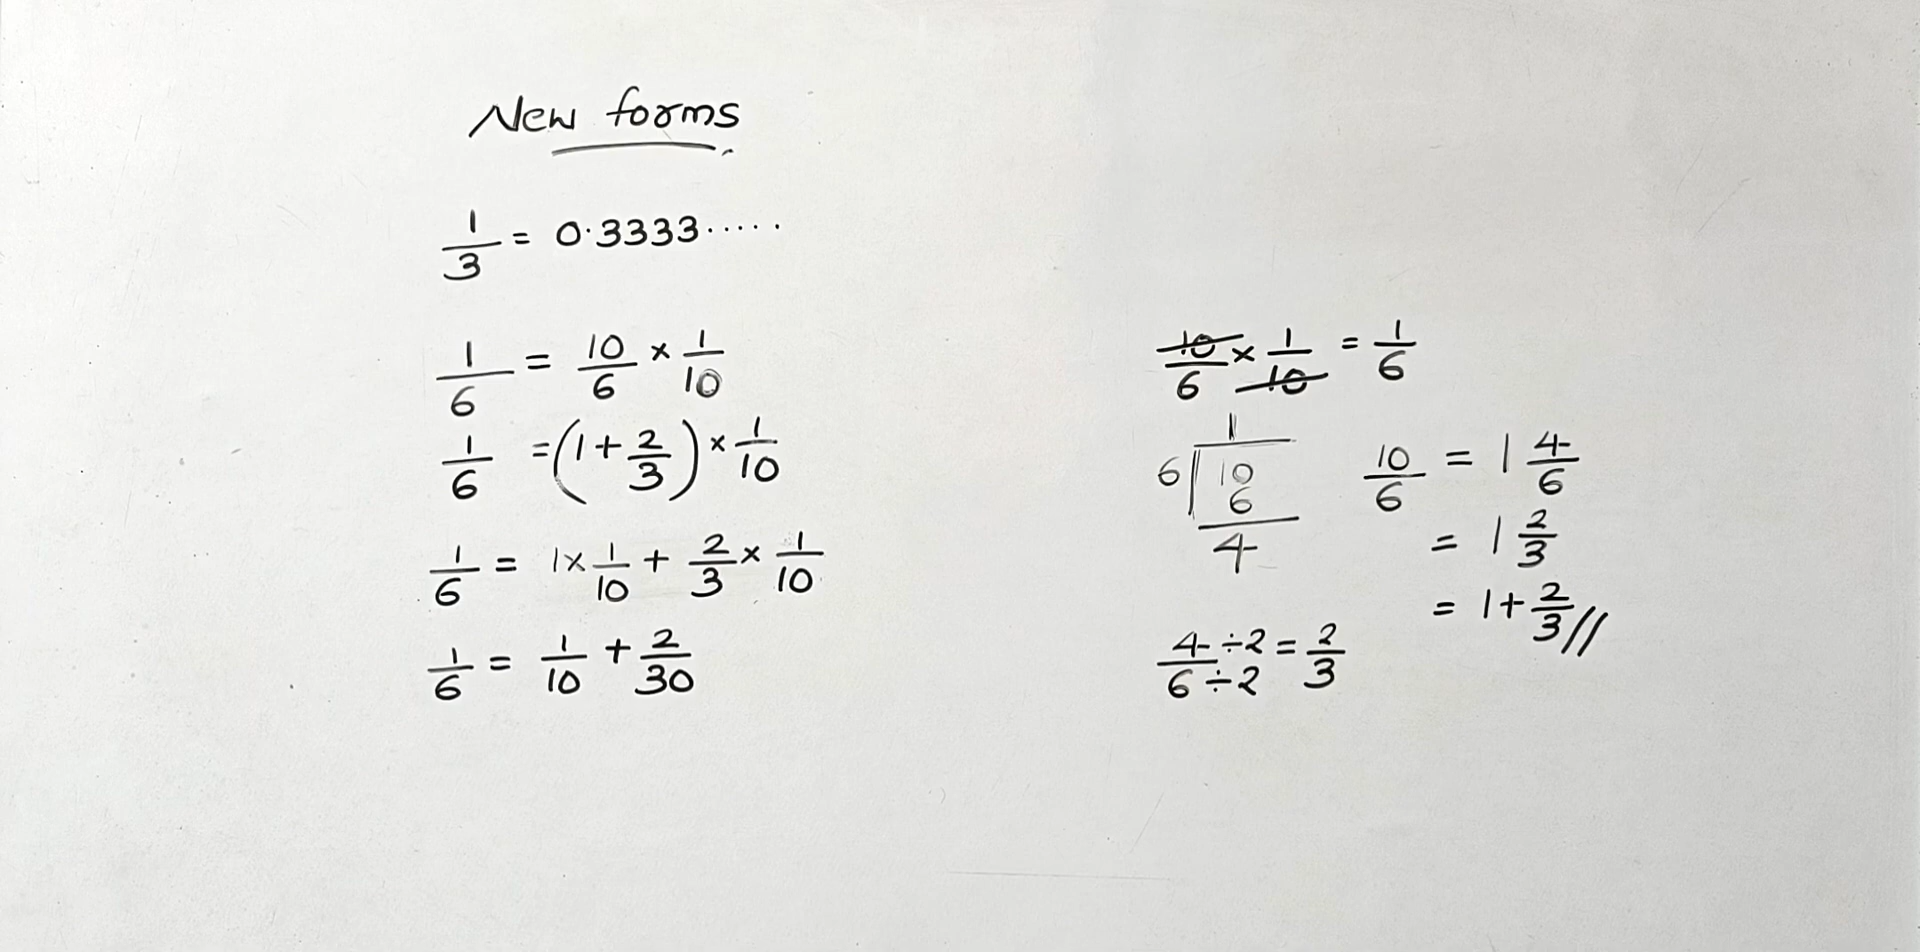 New forms
1/3 = 0.3333.....
1/6 = 10/6 × 1/10
1/6 = (1 + 2/3) × 1/10
1/6 = 1 × 1/10 + 2/3 × 1/10
1/6 = 1/10 + 2/30
10/6 × 1/10 = 1/6
1
6 10
6
4
10/6 = 1 4/6
= 1 2/3
= 1 + 2/3 //
4 ÷ 2 / 6 ÷ 2 = 2/3